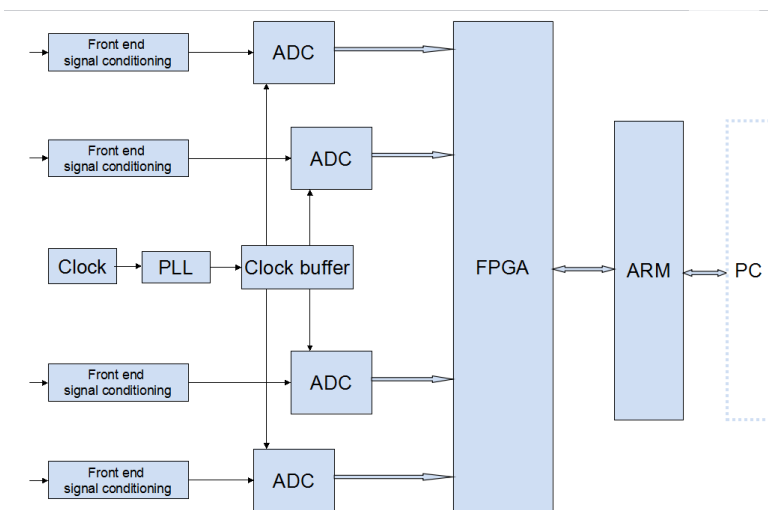 Front end
signal conditioning
ADC
Front end
signal conditioning
ADC
Clock
PLL
Clock buffer
FPGA
ARM
PC
Front end
signal conditioning
ADC
Front end
signal conditioning
ADC